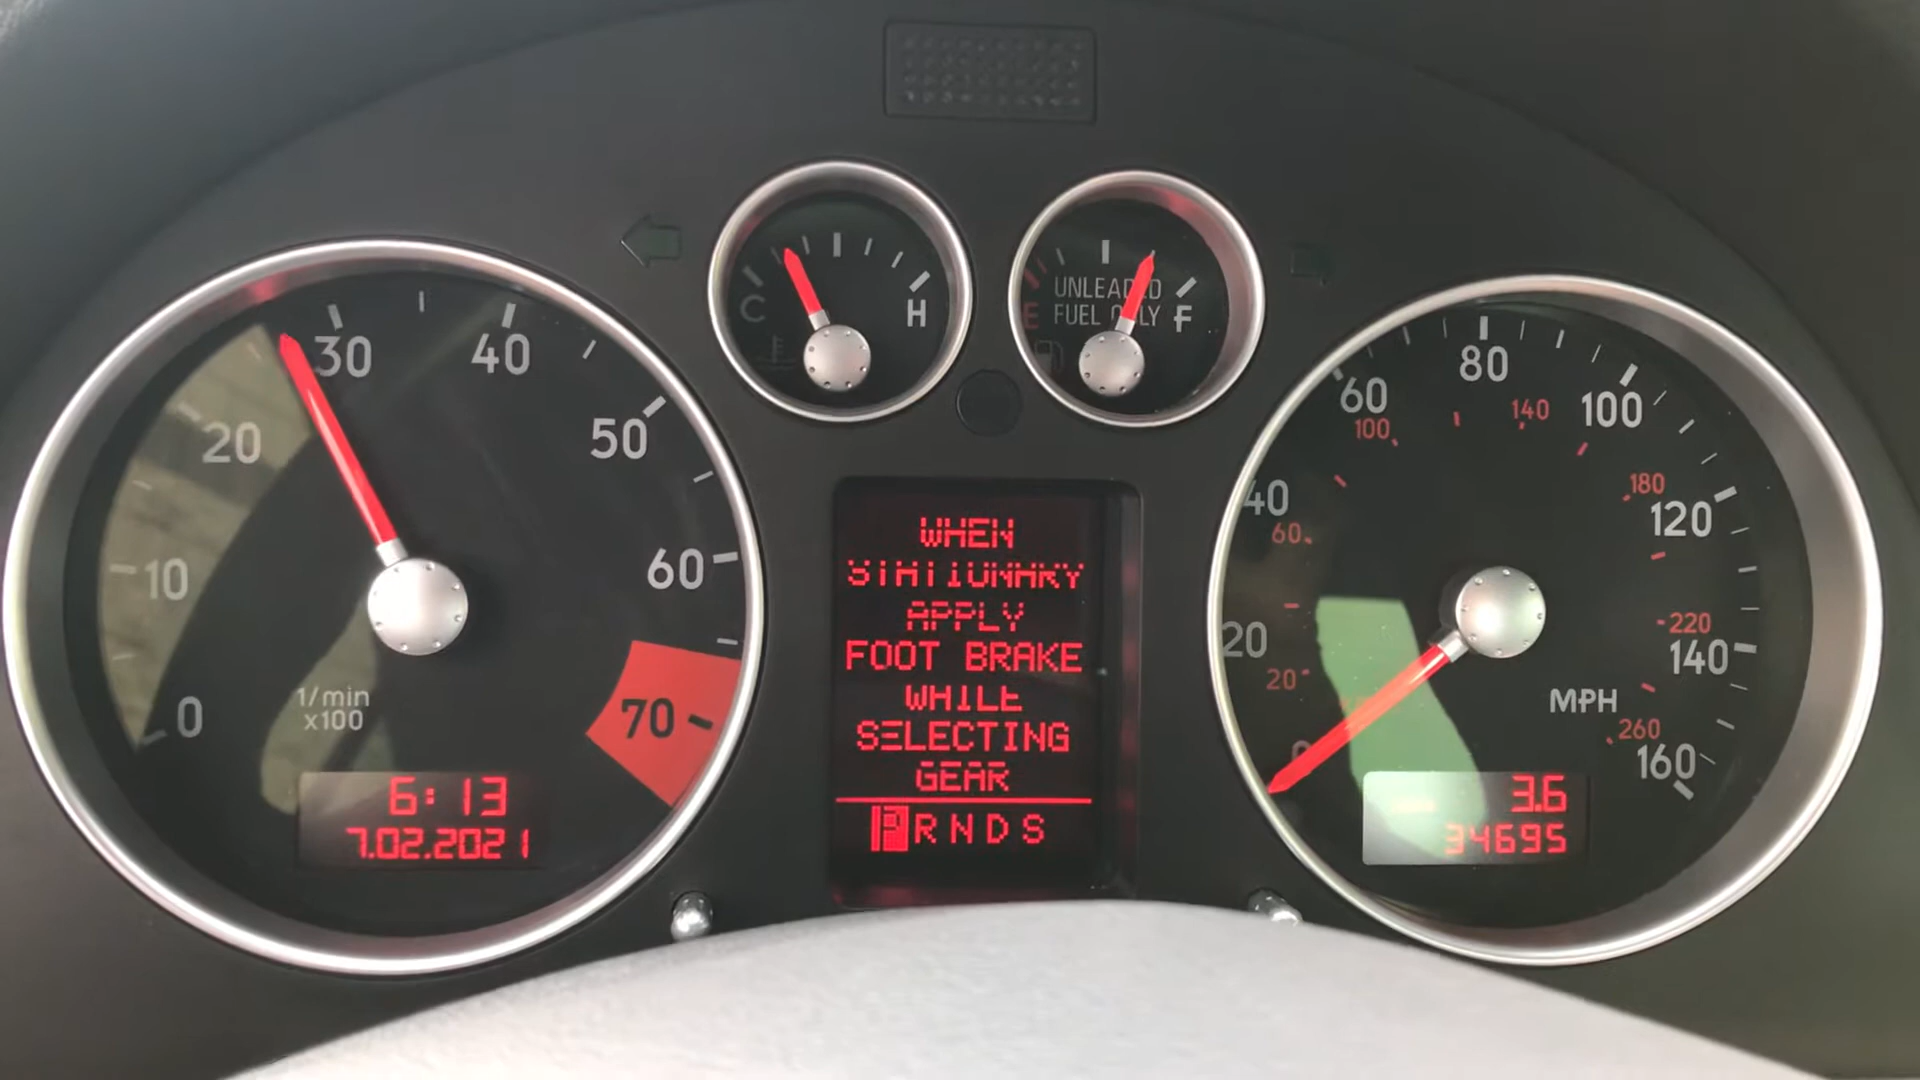 0
10
20
30
40
50
60
70
1/min
x100
6:13
7.02.2021
C
H
UNLEADED
FUEL ONLY
E
F
WHEN
STATIONARY
APPLY
FOOT BRAKE
WHILE
SELECTING
GEAR
P R N D S
0
20
40
60
80
100
120
140
160
20
60
100
140
180
220
260
MPH
3.6
34695